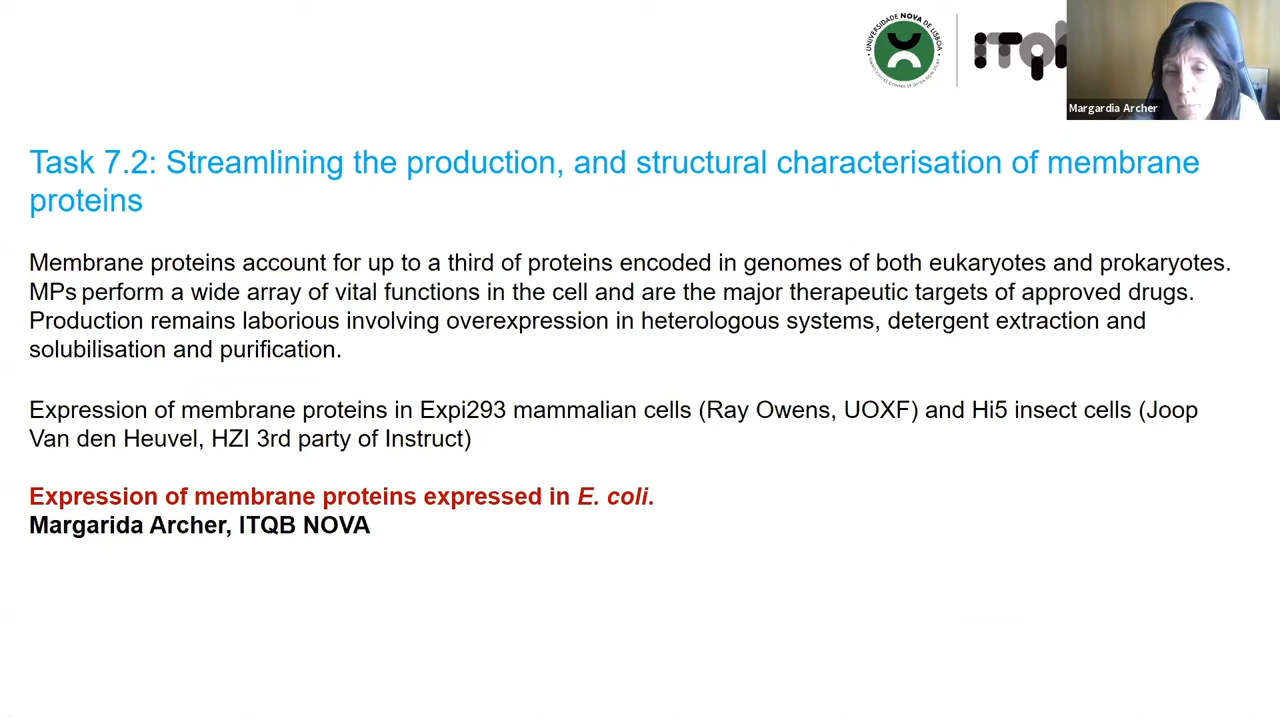 UNIVERSIDADE NOVA DE LISBOA
iTQb
Margardia Archer
Task 7.2: Streamlining the production, and structural characterisation of membrane
proteins
Membrane proteins account for up to a third of proteins encoded in genomes of both eukaryotes and prokaryotes.
MPs perform a wide array of vital functions in the cell and are the major therapeutic targets of approved drugs.
Production remains laborious involving overexpression in heterologous systems, detergent extraction and
solubilisation and purification.
Expression of membrane proteins in Expi293 mammalian cells (Ray Owens, UOXF) and Hi5 insect cells (Joop
Van den Heuvel, HZI 3rd party of Instruct)
Expression of membrane proteins expressed in E. coli.
Margarida Archer, ITQB NOVA